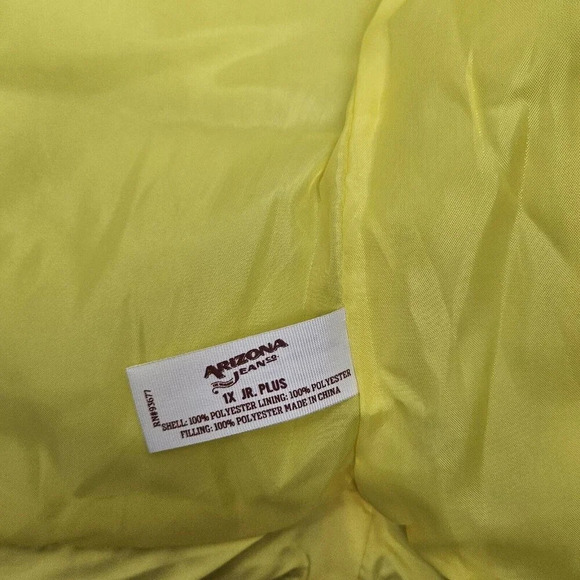 ARIZONA
JEAN CO.
1X JR. PLUS
SHELL: 100% POLYESTER LINING: 100% POLYESTER
FILLING: 100% POLYESTER MADE IN CHINA
RN#93677